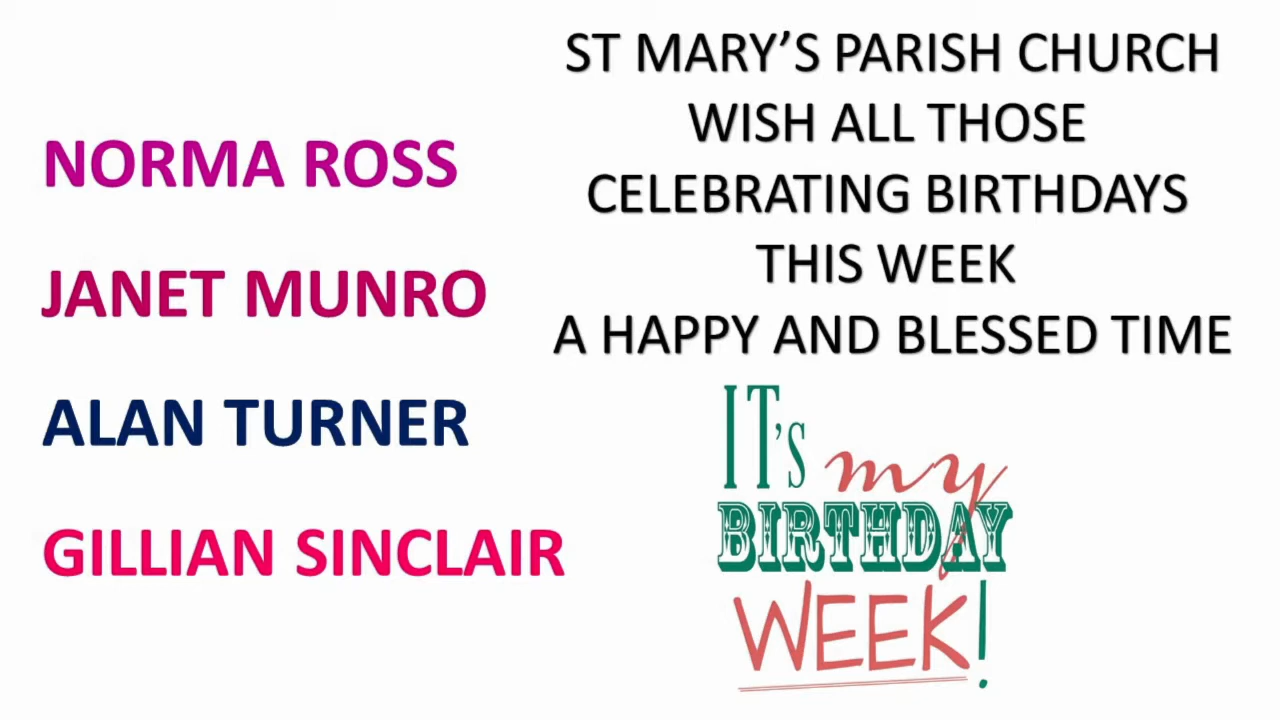 NORMA ROSS
JANET MUNRO
ALAN TURNER
GILLIAN SINCLAIR
ST MARY’S PARISH CHURCH
WISH ALL THOSE
CELEBRATING BIRTHDAYS
THIS WEEK
A HAPPY AND BLESSED TIME
IT's my
BIRTHDAY
WEEK!